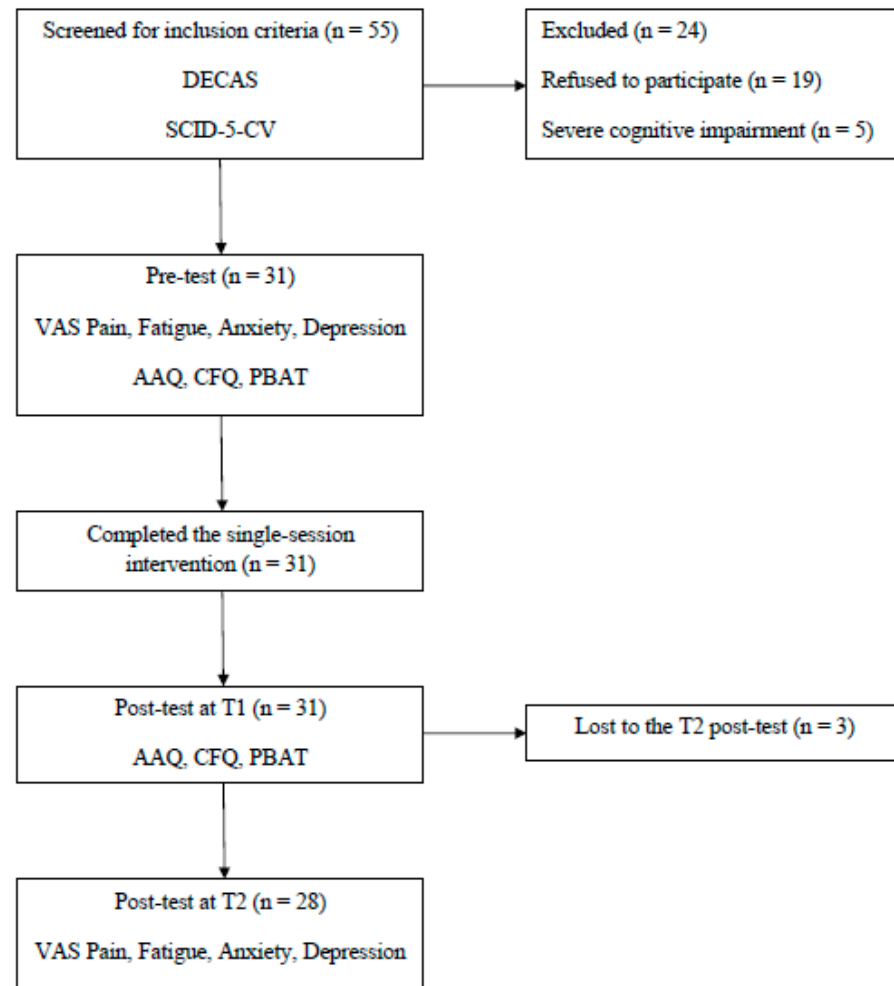 Screened for inclusion criteria (n = 55)
DECAS
SCID-5-CV
Excluded (n = 24)
Refused to participate (n = 19)
Severe cognitive impairment (n = 5)
Pre-test (n = 31)
VAS Pain, Fatigue, Anxiety, Depression
AAQ, CFQ, PBAT
Completed the single-session
intervention (n = 31)
Post-test at T1 (n = 31)
AAQ, CFQ, PBAT
Lost to the T2 post-test (n = 3)
Post-test at T2 (n = 28)
VAS Pain, Fatigue, Anxiety, Depression